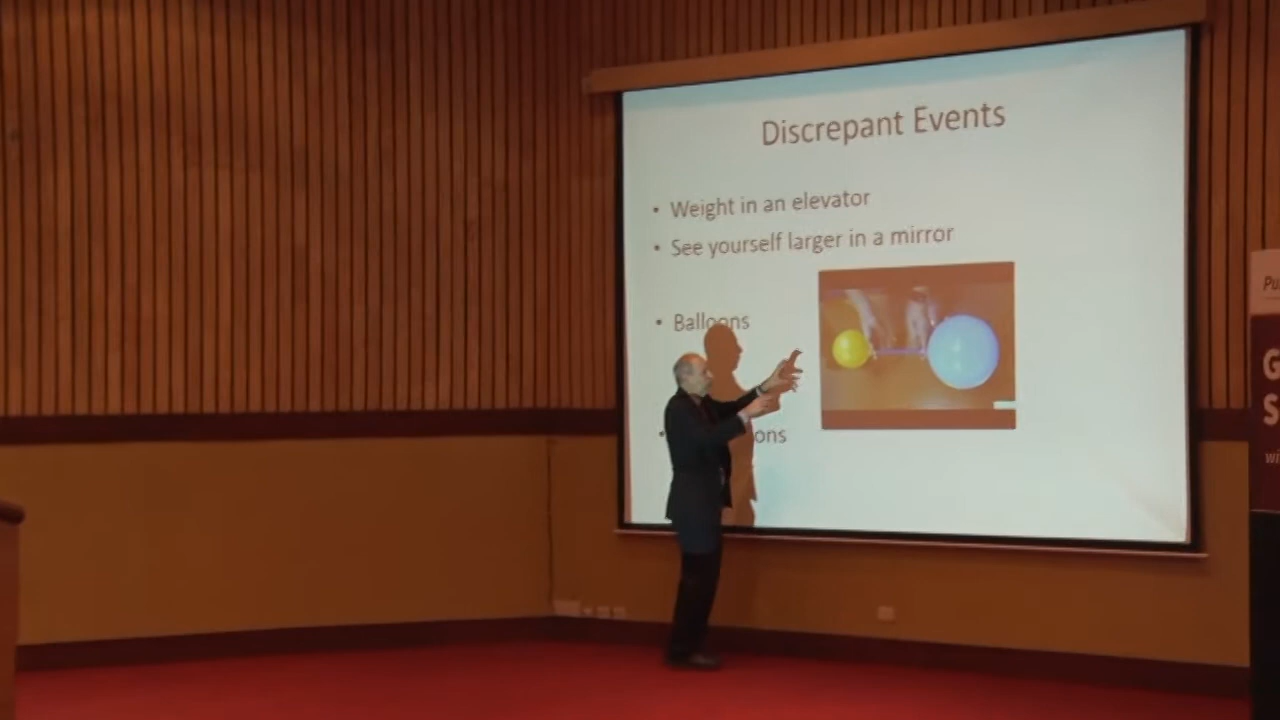 Discrepant Events
• Weight in an elevator
• See yourself larger in a mirror
• Balloons